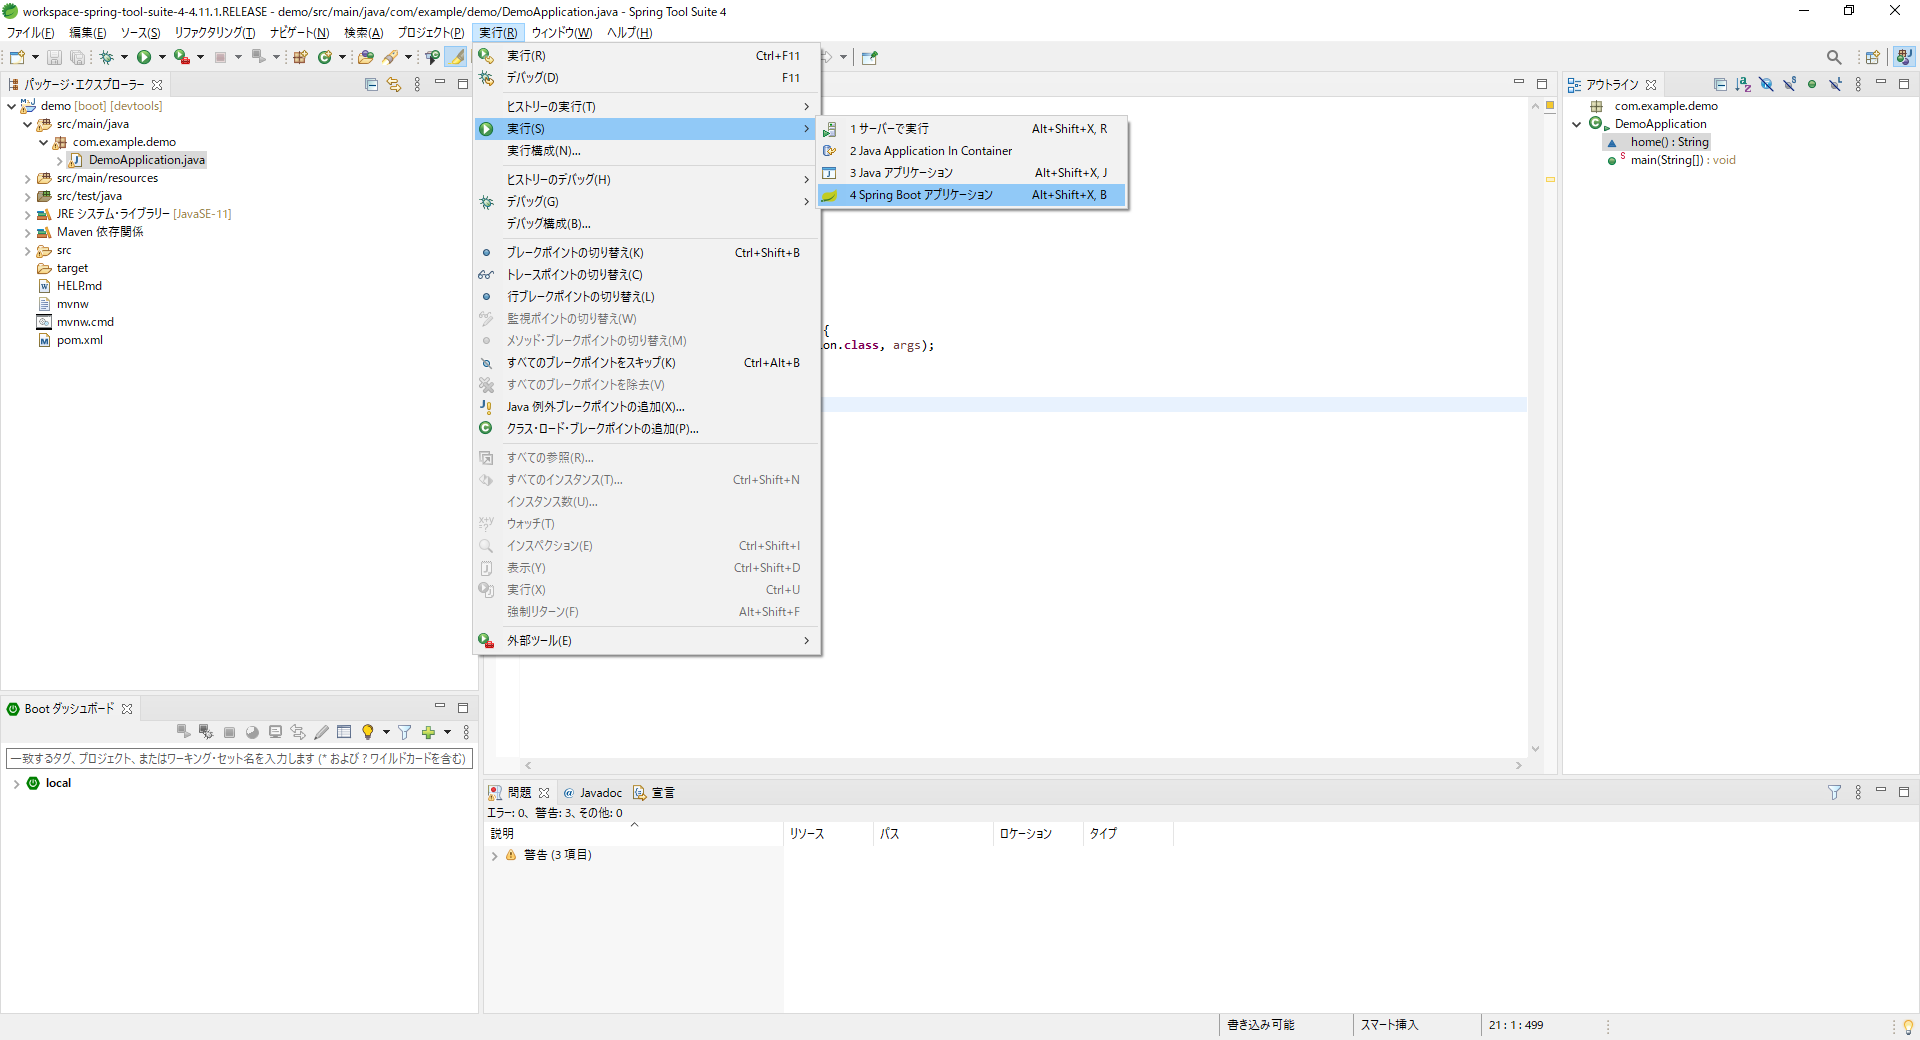 workspace-spring-tool-suite-4-4.11.1.RELEASE - demo/src/main/java/com/example/demo/DemoApplication.java - Spring Tool Suite 4
ファイル(F) 編集(E) ソース(S) リファクタリング(T) ナビゲート(N) 検索(A) プロジェクト(P) 実行(R) ウィンドウ(W) ヘルプ(H)
パッケージ・エクスプローラー
demo [boot] [devtools]
src/main/java
com.example.demo
DemoApplication.java
src/main/resources
src/test/java
JRE システム・ライブラリー [JavaSE-11]
Maven 依存関係
src
target
HELP.md
mvnw
mvnw.cmd
pom.xml
実行(R) Ctrl+F11
デバッグ(D) F11
ヒストリーの実行(T)
実行(S)
実行構成(N)...
ヒストリーのデバッグ(H)
デバッグ(G)
デバッグ構成(B)...
ブレークポイントの切り替え(K) Ctrl+Shift+B
トレースポイントの切り替え(C)
行ブレークポイントの切り替え(L)
監視ポイントの切り替え(W)
メソッド・ブレークポイントの切り替え(M)
すべてのブレークポイントをスキップ(K) Ctrl+Alt+B
すべてのブレークポイントを除去(V)
Java 例外ブレークポイントの追加(X)...
クラス・ロード・ブレークポイントの追加(P)...
すべての参照(R)...
すべてのインスタンス(T)... Ctrl+Shift+N
インスタンス数(U)...
ウォッチ(T)
インスペクション(E) Ctrl+Shift+I
表示(Y) Ctrl+Shift+D
実行(X) Ctrl+U
強制リターン(F) Alt+Shift+F
外部ツール(E)
1 サーバーで実行 Alt+Shift+X, R
2 Java Application In Container
3 Java アプリケーション Alt+Shift+X, J
4 Spring Boot アプリケーション Alt+Shift+X, B
{
on.class, args);
アウトライン
com.example.demo
DemoApplication
home() : String
main(String[]) : void
Boot ダッシュボード
一致するタグ、プロジェクト、またはワーキング・セット名を入力します (* および ? ワイルドカードを含む)
local
問題 @ Javadoc 宣言
エラー: 0、警告: 3、その他: 0
説明 リソース パス ロケーション タイプ
警告 (3 項目)
書き込み可能 スマート挿入 21 : 1 : 499